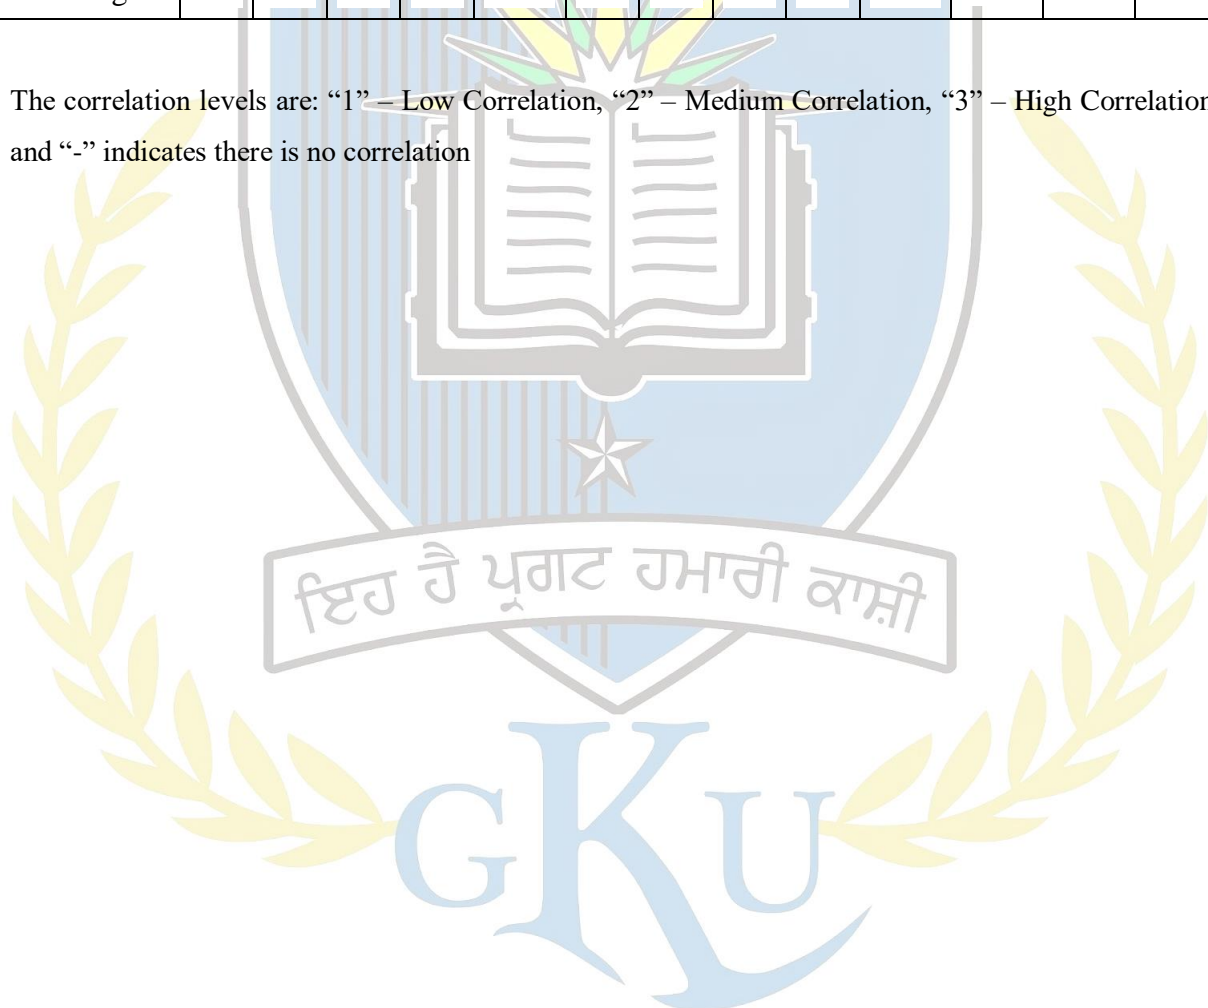 The correlation levels are: “1” – Low Correlation, “2” – Medium Correlation, “3” – High Correlation
and “-” indicates there is no correlation
ਇਹ ਹੈ ਪ੍ਰਗਟ ਹਮਾਰੀ ਕਾਸ਼ੀ
GKU